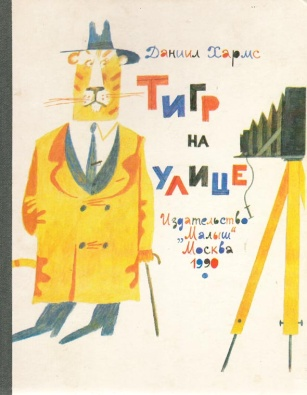 Даниил Хармс
Тигр
на
улице
Издательство
„Малыш"
Москва
1990